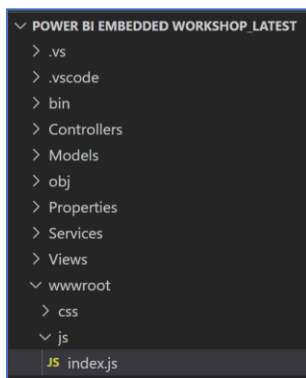 POWER BI EMBEDDED WORKSHOP_LATEST
.vs
.vscode
bin
Controllers
Models
obj
Properties
Services
Views
wwwroot
css
js
JS index.js